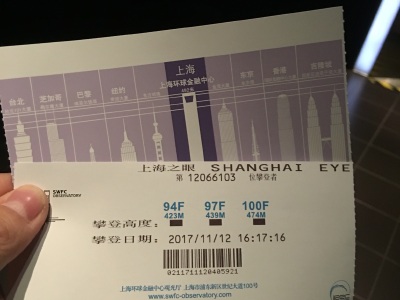 上海
台北 芝加哥 巴黎 纽约 上海环球金融中心 东京 香港 吉隆坡
上海之眼 SHANGHAI EYE
第 12066103 位攀登者
SWFC
OBSERVATORY
94F 97F 100F
423M 439M 474M
攀登高度:
攀登日期: 2017/11/12 16:17:16
0211711120405921
上海环球金融中心观光厅 上海市浦东新区世纪大道100号
www.swfc-observatory.com